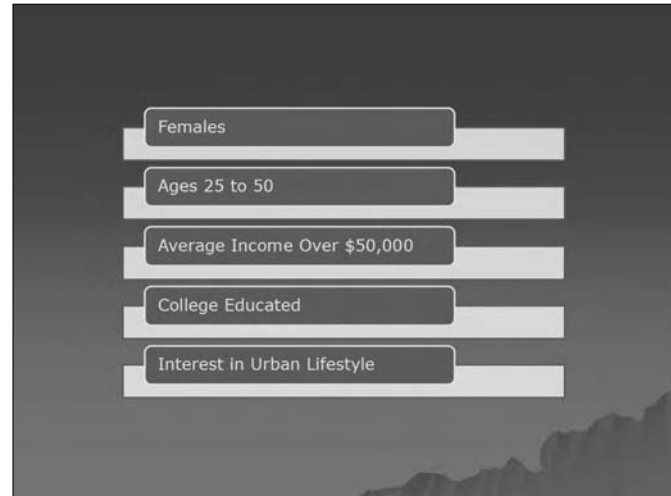 Females
Ages 25 to 50
Average Income Over $50,000
College Educated
Interest in Urban Lifestyle